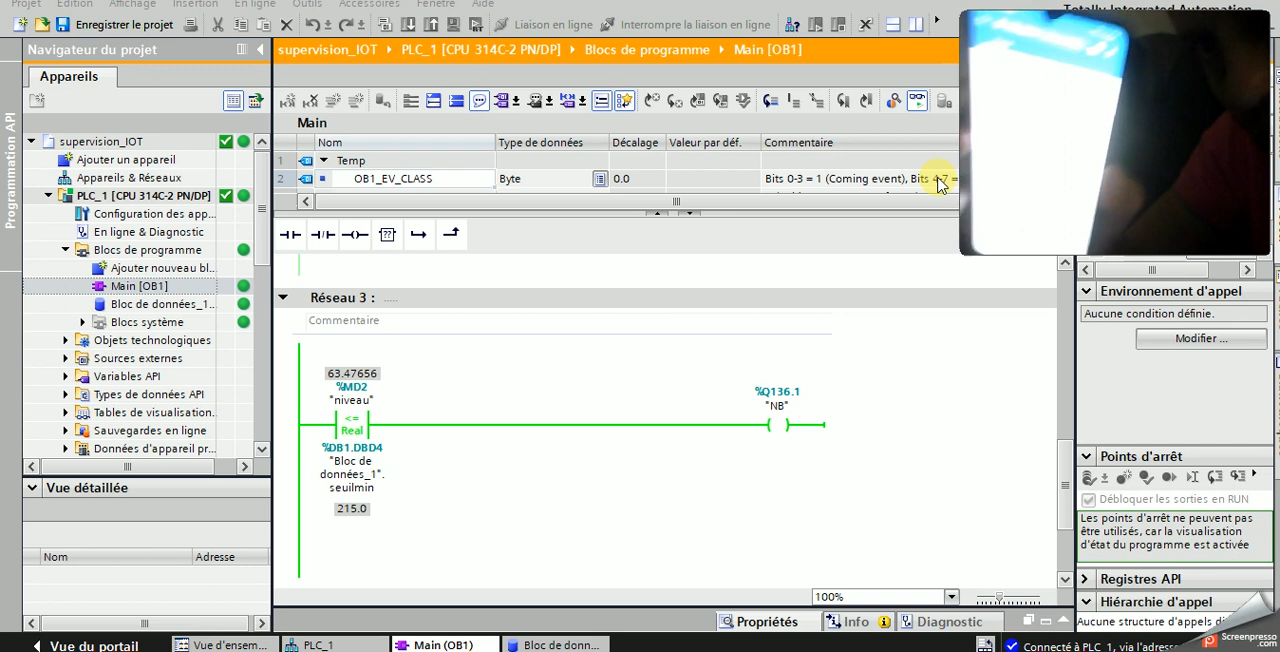 Projet Edition Affichage Insertion En ligne Outils Accessoires Fenêtre Aide
Totally Integrated Automation
Enregistrer le projet
Liaison en ligne
Interrompre la liaison en ligne
Navigateur du projet
supervision_IOT
PLC_1 [CPU 314C-2 PN/DP]
Blocs de programme
Main [OB1]
Appareils
Programmation API
supervision_IOT
Ajouter un appareil
Appareils & Réseaux
PLC_1 [CPU 314C-2 PN/DP]
Configuration des app...
En ligne & Diagnostic
Blocs de programme
Ajouter nouveau bl...
Main [OB1]
Bloc de données_1...
Blocs système
Objets technologiques
Sources externes
Variables API
Types de données API
Tables de visualisation...
Sauvegardes en ligne
Données d'appareil pr...
Vue détaillée
Nom
Adresse
Main
Nom Type de données Décalage Valeur par déf. Commentaire
1 Temp
2 OB1_EV_CLASS Byte 0.0 Bits 0-3 = 1 (Coming event), Bits 4-7 =
??
Réseau 3 : .....
Commentaire
63.47656
%MD2
"niveau"
<=
Real
%DB1.DBD4
"Bloc de
données_1".
seuilmin
215.0
%Q136.1
"NB"
100%
Propriétés
Info
Diagnostic
Environnement d'appel
Aucune condition définie.
Modifier ...
Points d'arrêt
Débloquer les sorties en RUN
Les points d'arrêt ne peuvent pas
être utilisés, car la visualisation
d'état du programme est activée
Registres API
Hiérarchie d'appel
Aucune structure d'appels
Vue du portail
Vue d'ensem...
PLC_1
Main (OB1)
Bloc de donn...
Connecté à PLC_1, via l'adress
Screenpresso
.com